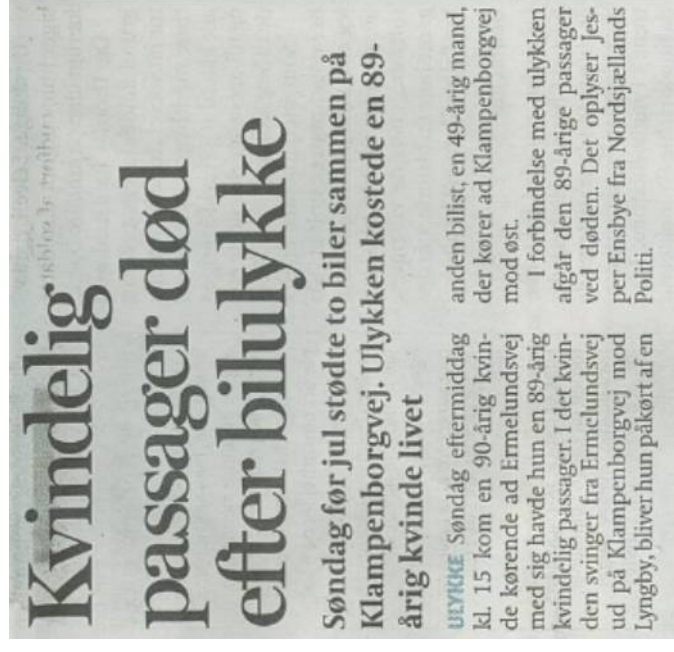 Kvindelig
passager død
efter bilulykke
Søndag før jul stødte to biler sammen på
Klampenborgvej. Ulykken kostede en 89-
årig kvinde livet
ULYKKE Søndag eftermiddag
kl. 15 kom en 90-årig kvin-
de kørende ad Ermelundsvej
med sig havde hun en 89-årig
kvindelig passager. I det kvin-
den svinger fra Ermelundsvej
ud på Klampenborgvej mod
Lyngby, bliver hun påkørt af en
anden bilist, en 49-årig mand,
der kører ad Klampenborgvej
mod øst.
I forbindelse med ulykken
afgår den 89-årige passager
ved døden. Det oplyser Jes-
per Ensbye fra Nordsjællands
Politi.